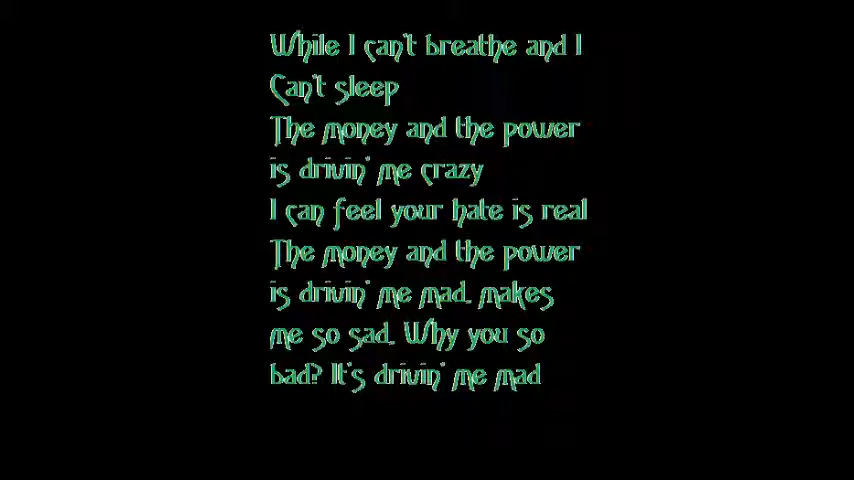 While I can't breathe and I
Can't sleep
The money and the power
is drivin' me crazy
I can feel your hate is real
The money and the power
is drivin' me mad. makes
me so sad. Why you so
bad? It's drivin' me mad